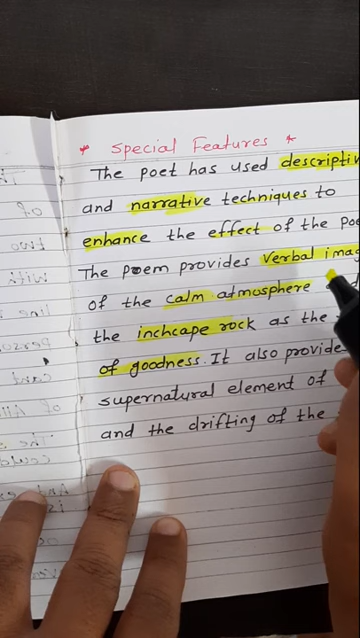 * Special Features *
The poet has used descriptiv
and narrative techniques to
enhance the effect of the Poe
The Poem provides Verbal imag
of the calm atmosphere
the inchcape rock as the
of goodness. It also provide
supernatural element of
and the drifting of the